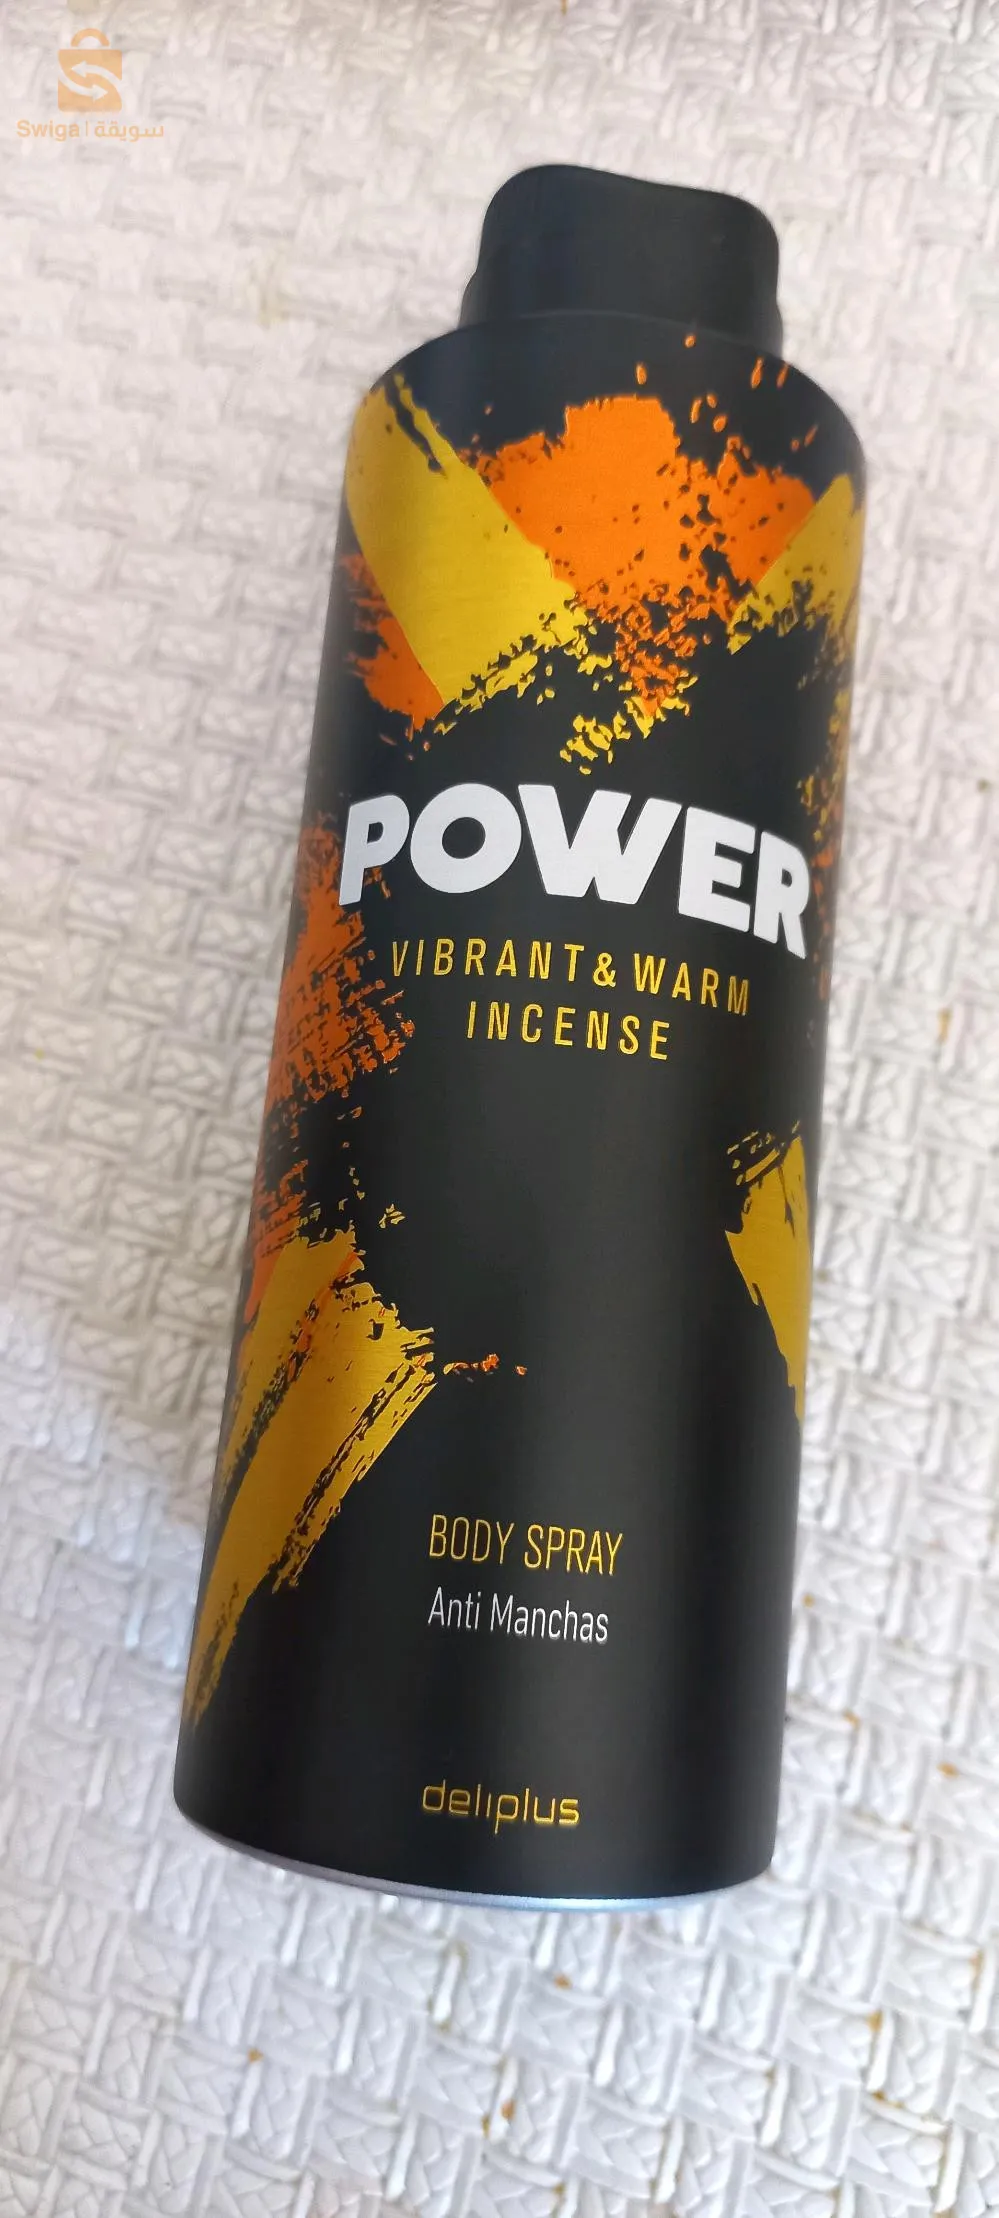 Swiga | سويقة
POWER
VIBRANT & WARM
INCENSE
BODY SPRAY
Anti Manchas
deliplus